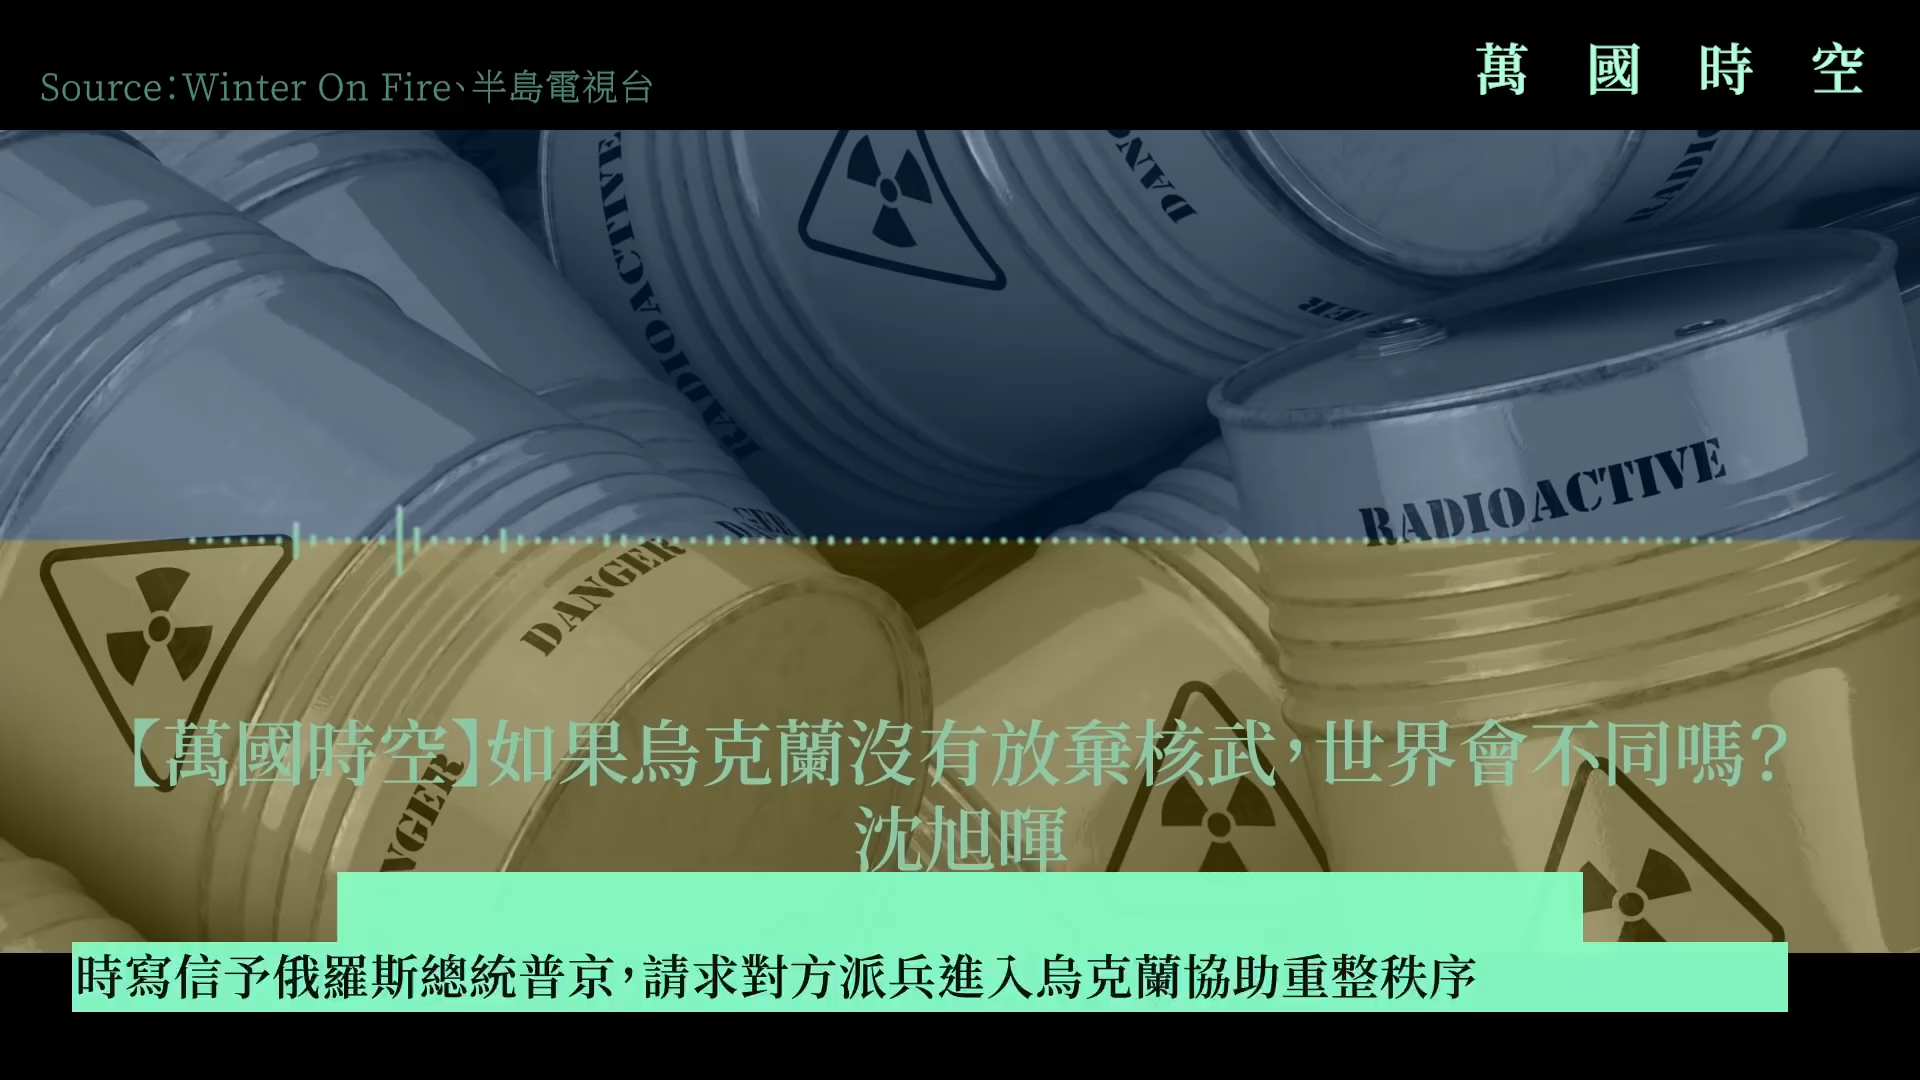 Source：Winter On Fire、半島電視台
萬國時空
RADIOACTIVE
DANGER
RADIOACTIVE
DANGER
DANGER
【萬國時空】如果烏克蘭沒有放棄核武，世界會不同嗎？
沈旭暉
時寫信予俄羅斯總統普京，請求對方派兵進入烏克蘭協助重整秩序